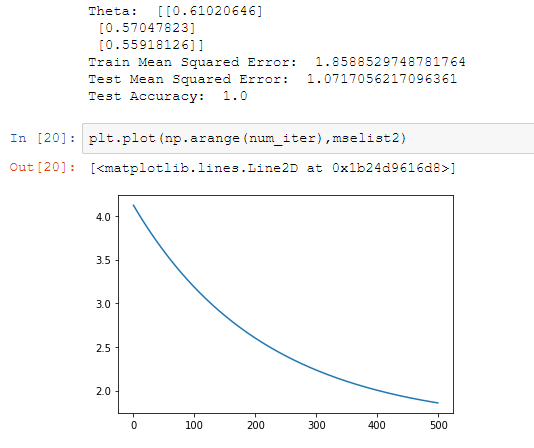 Theta:  [[0.61020646]
 [0.57047823]
 [0.55918126]]
Train Mean Squared Error:  1.8588529748781764
Test Mean Squared Error:  1.0717056217096361
Test Accuracy:  1.0
In [20]: plt.plot(np.arange(num_iter),mselist2)
Out[20]: [<matplotlib.lines.Line2D at 0x1b24d9616d8>]
4.0
3.5
3.0
2.5
2.0
0 100 200 300 400 500